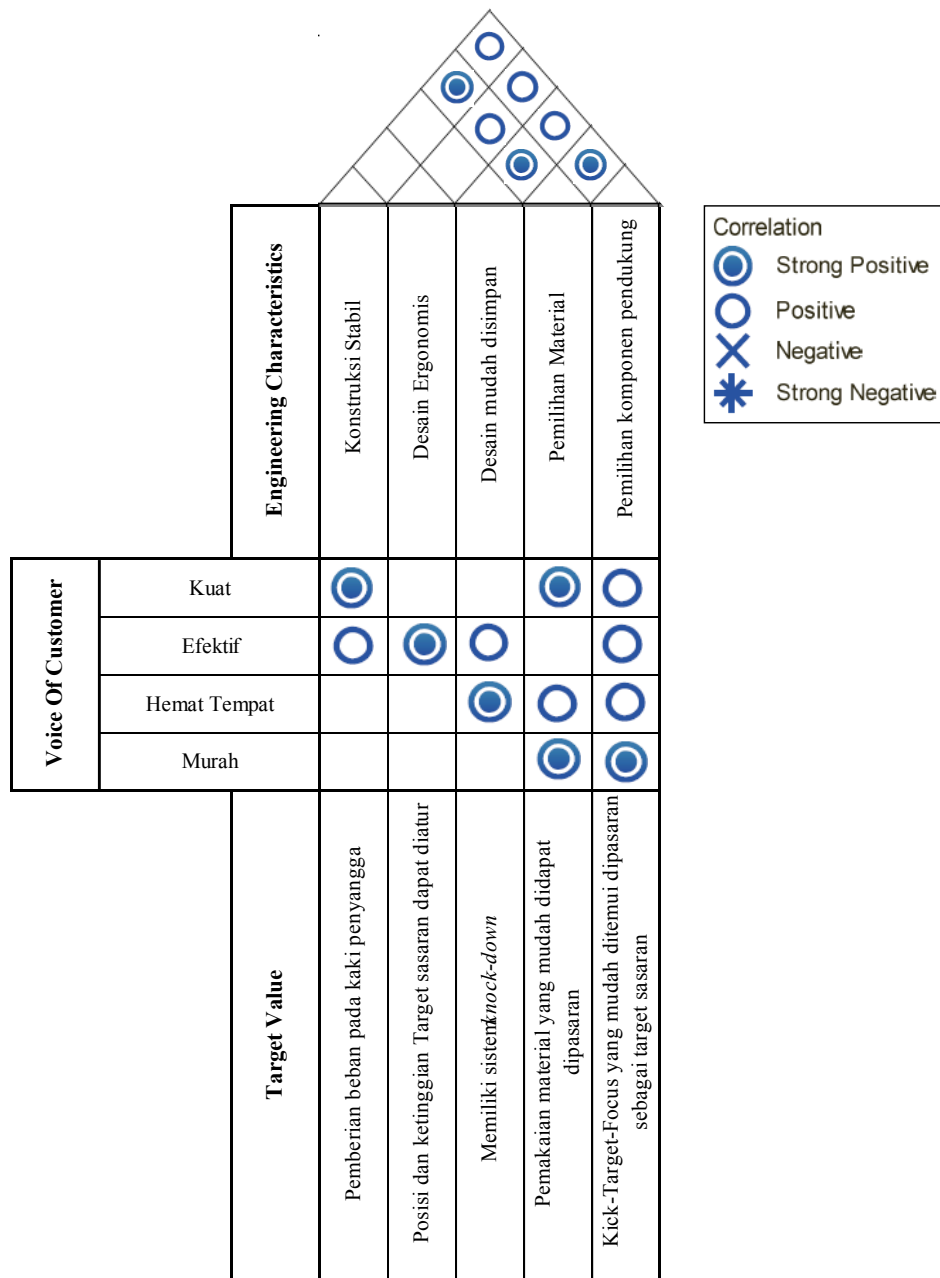 Correlation
Strong Positive
Positive
Negative
Strong Negative
Engineering Characteristics
Konstruksi Stabil
Desain Ergonomis
Desain mudah disimpan
Pemilihan Material
Pemilihan komponen pendukung
Voice Of Customer
Kuat
Efektif
Hemat Tempat
Murah
Target Value
Pemberian beban pada kaki penyangga
Posisi dan ketinggian Target sasaran dapat diatur
Memiliki sistem knock-down
Pemakaian material yang mudah didapat
dipasaran
Kick-Target-Focus yang mudah ditemui dipasaran
sebagai target sasaran